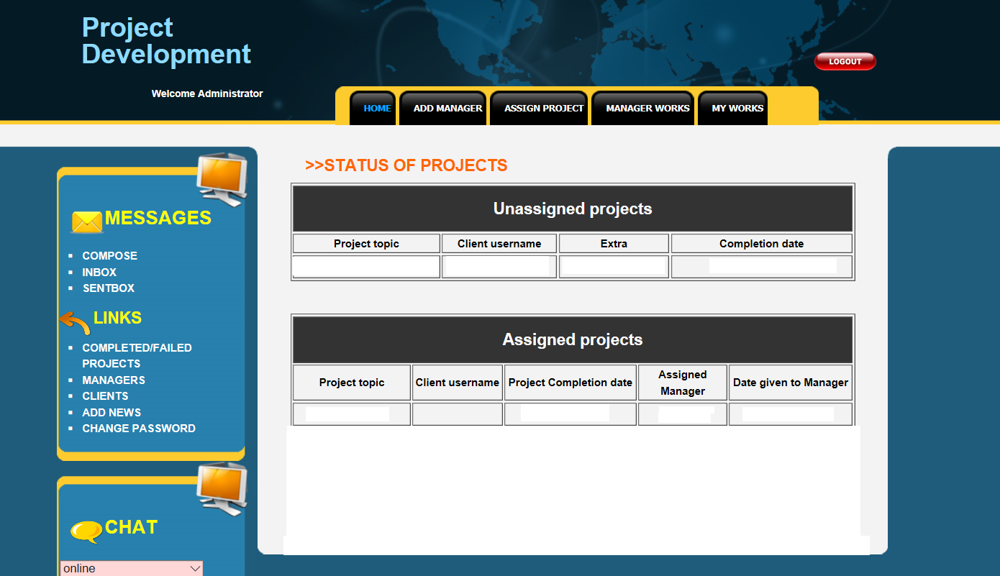 Project
Development
LOGOUT
Welcome Administrator
HOME
ADD MANAGER
ASSIGN PROJECT
MANAGER WORKS
MY WORKS
MESSAGES
COMPOSE
INBOX
SENTBOX
LINKS
COMPLETED/FAILED
PROJECTS
MANAGERS
CLIENTS
ADD NEWS
CHANGE PASSWORD
CHAT
online
>>STATUS OF PROJECTS
Unassigned projects
Project topic
Client username
Extra
Completion date
Assigned projects
Project topic
Client username
Project Completion date
Assigned
Manager
Date given to Manager